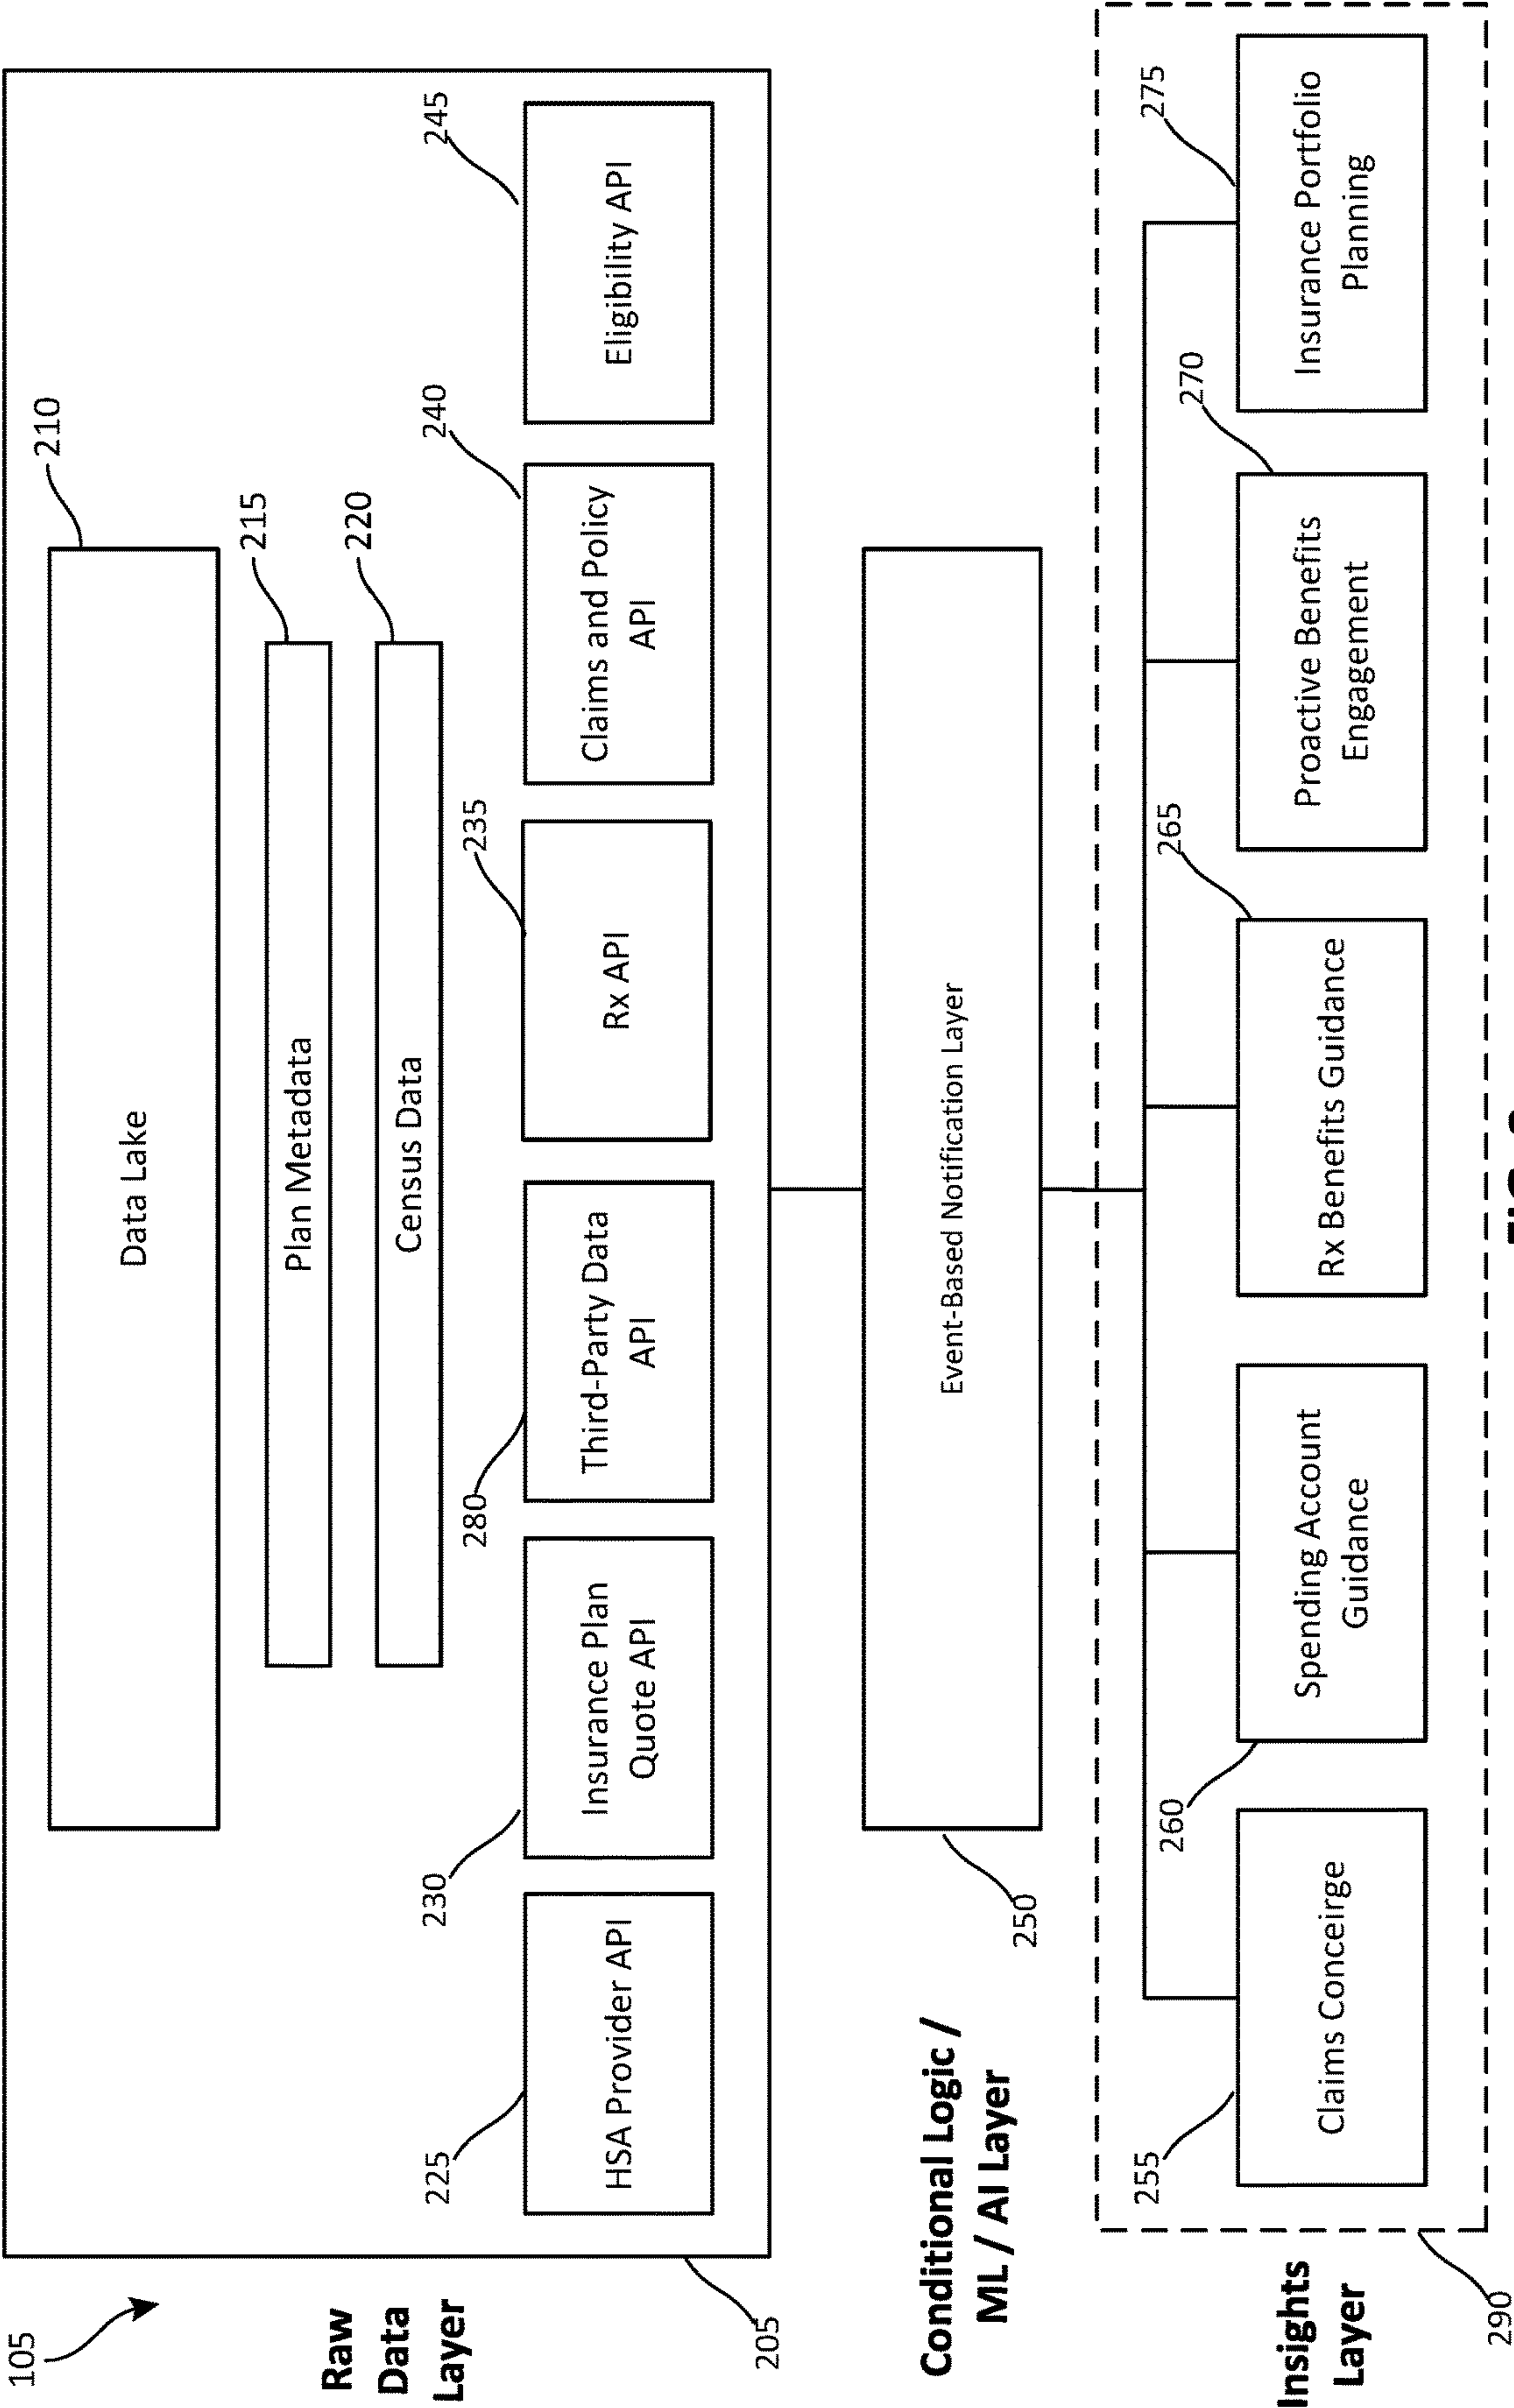 105
Raw
Data
Layer
205
Data Lake
210
Plan Metadata
215
Census Data
220
HSA Provider API
225
Insurance Plan
Quote API
230
Third-Party Data
API
280
Rx API
235
Claims and Policy
API
240
Eligibility API
245
Conditional Logic /
ML / AI Layer
Event-Based Notification Layer
250
Insights
Layer
290
Claims Conceirge
255
Spending Account
Guidance
260
Rx Benefits Guidance
265
Proactive Benefits
Engagement
270
Insurance Portfolio
Planning
275